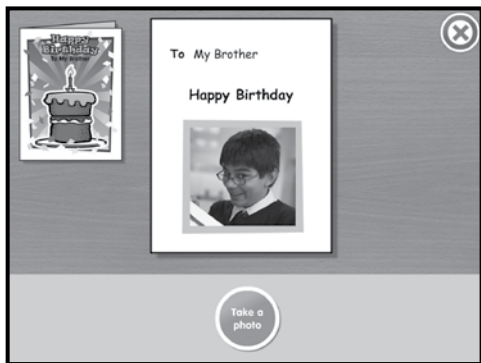 Happy
Birthday
To My Brother
To My Brother
Happy Birthday
Take a
photo